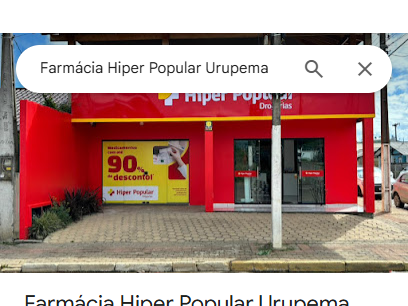 Farmácia Hiper Popular Urupema
Hiper Popular
Drogarias
Medicamentos
com até
90%
de desconto!
Hiper Popular
Farmácia Hiper Popular Urupema